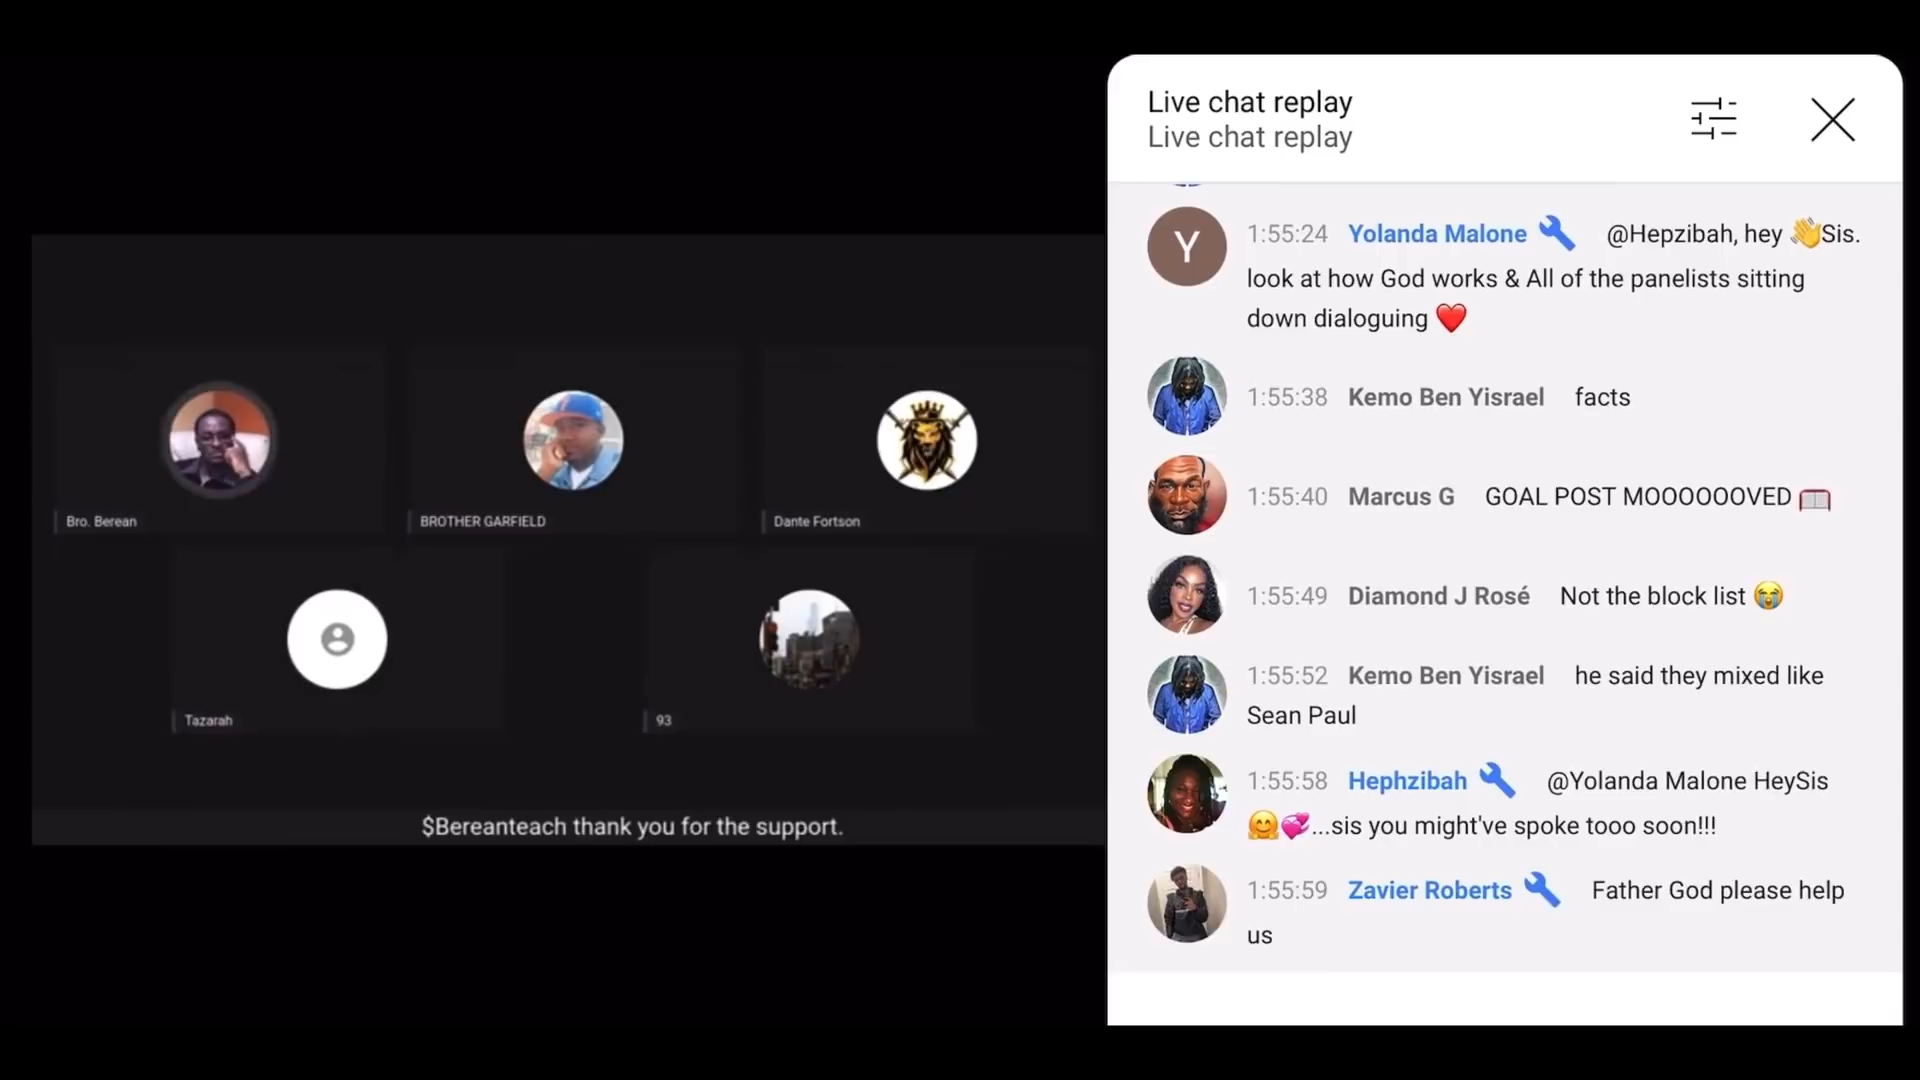 Live chat replay
Live chat replay
Y
1:55:24 Yolanda Malone @Hepzibah, hey 👋Sis.
look at how God works & All of the panelists sitting
down dialoguing ❤️
1:55:38 Kemo Ben Yisrael facts
1:55:40 Marcus G GOAL POST MOOOOOOVED 🥅
1:55:49 Diamond J Rosé Not the block list 😭
1:55:52 Kemo Ben Yisrael he said they mixed like
Sean Paul
1:55:58 Hephzibah @Yolanda Malone HeySis
🤗💞...sis you might've spoke tooo soon!!!
1:55:59 Zavier Roberts Father God please help
us
Bro. Berean
BROTHER GARFIELD
Dante Fortson
Tazarah
93
$Bereanteach thank you for the support.